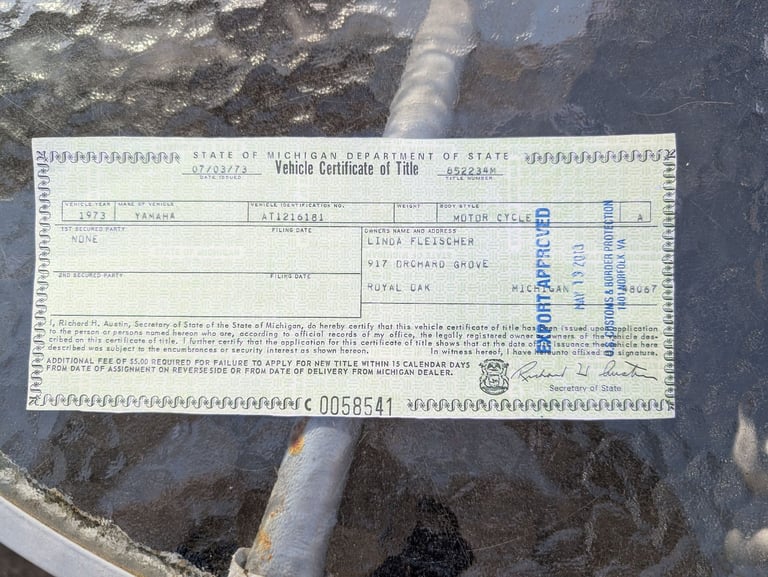 STATE OF MICHIGAN DEPARTMENT OF STATE
07/03/73 Vehicle Certificate of Title 652234M
DATE ISSUED TITLE NUMBER
VEHICLE YEAR MAKE OF VEHICLE VEHICLE IDENTIFICATION NO. WEIGHT BODY STYLE
1973 YAMAHA AT1216181 MOTOR CYCLE A
1ST SECURED PARTY FILING DATE OWNERS NAME AND ADDRESS
NONE LINDA FLEISCHER
917 ORCHARD GROVE
2ND SECURED PARTY FILING DATE
ROYAL OAK MICHIGAN 48067
EXPORT APPROVED
MAY 19 2013
U.S. CUSTOMS & BORDER PROTECTION
1401 NORFOLK VA
I, Richard H. Austin, Secretary of State of the State of Michigan, do hereby certify that this vehicle certificate of title has been issued upon application
to the person or persons named hereon who are, according to official records of my office, the legally registered owner owners of the vehicle des-
cribed on this certificate of title. I further certify that the application for this certificate of title shows that at the date of issuance the vehicle here
described was subject to the encumbrances or security interest as shown hereon. In witness hereof, I have hereunto affixed signature.
ADDITIONAL FEE OF $5.00 REQUIRED FOR FAILURE TO APPLY FOR NEW TITLE WITHIN 15 CALENDAR DAYS
FROM DATE OF ASSIGNMENT ON REVERSE SIDE OR FROM DATE OF DELIVERY FROM MICHIGAN DEALER.
Richard H. Austin
Secretary of State
C 0058541